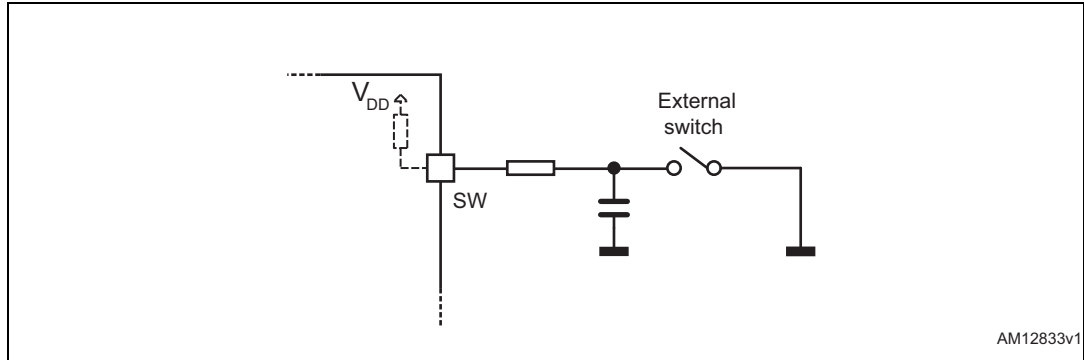 VDD
External
switch
SW
AM12833v1